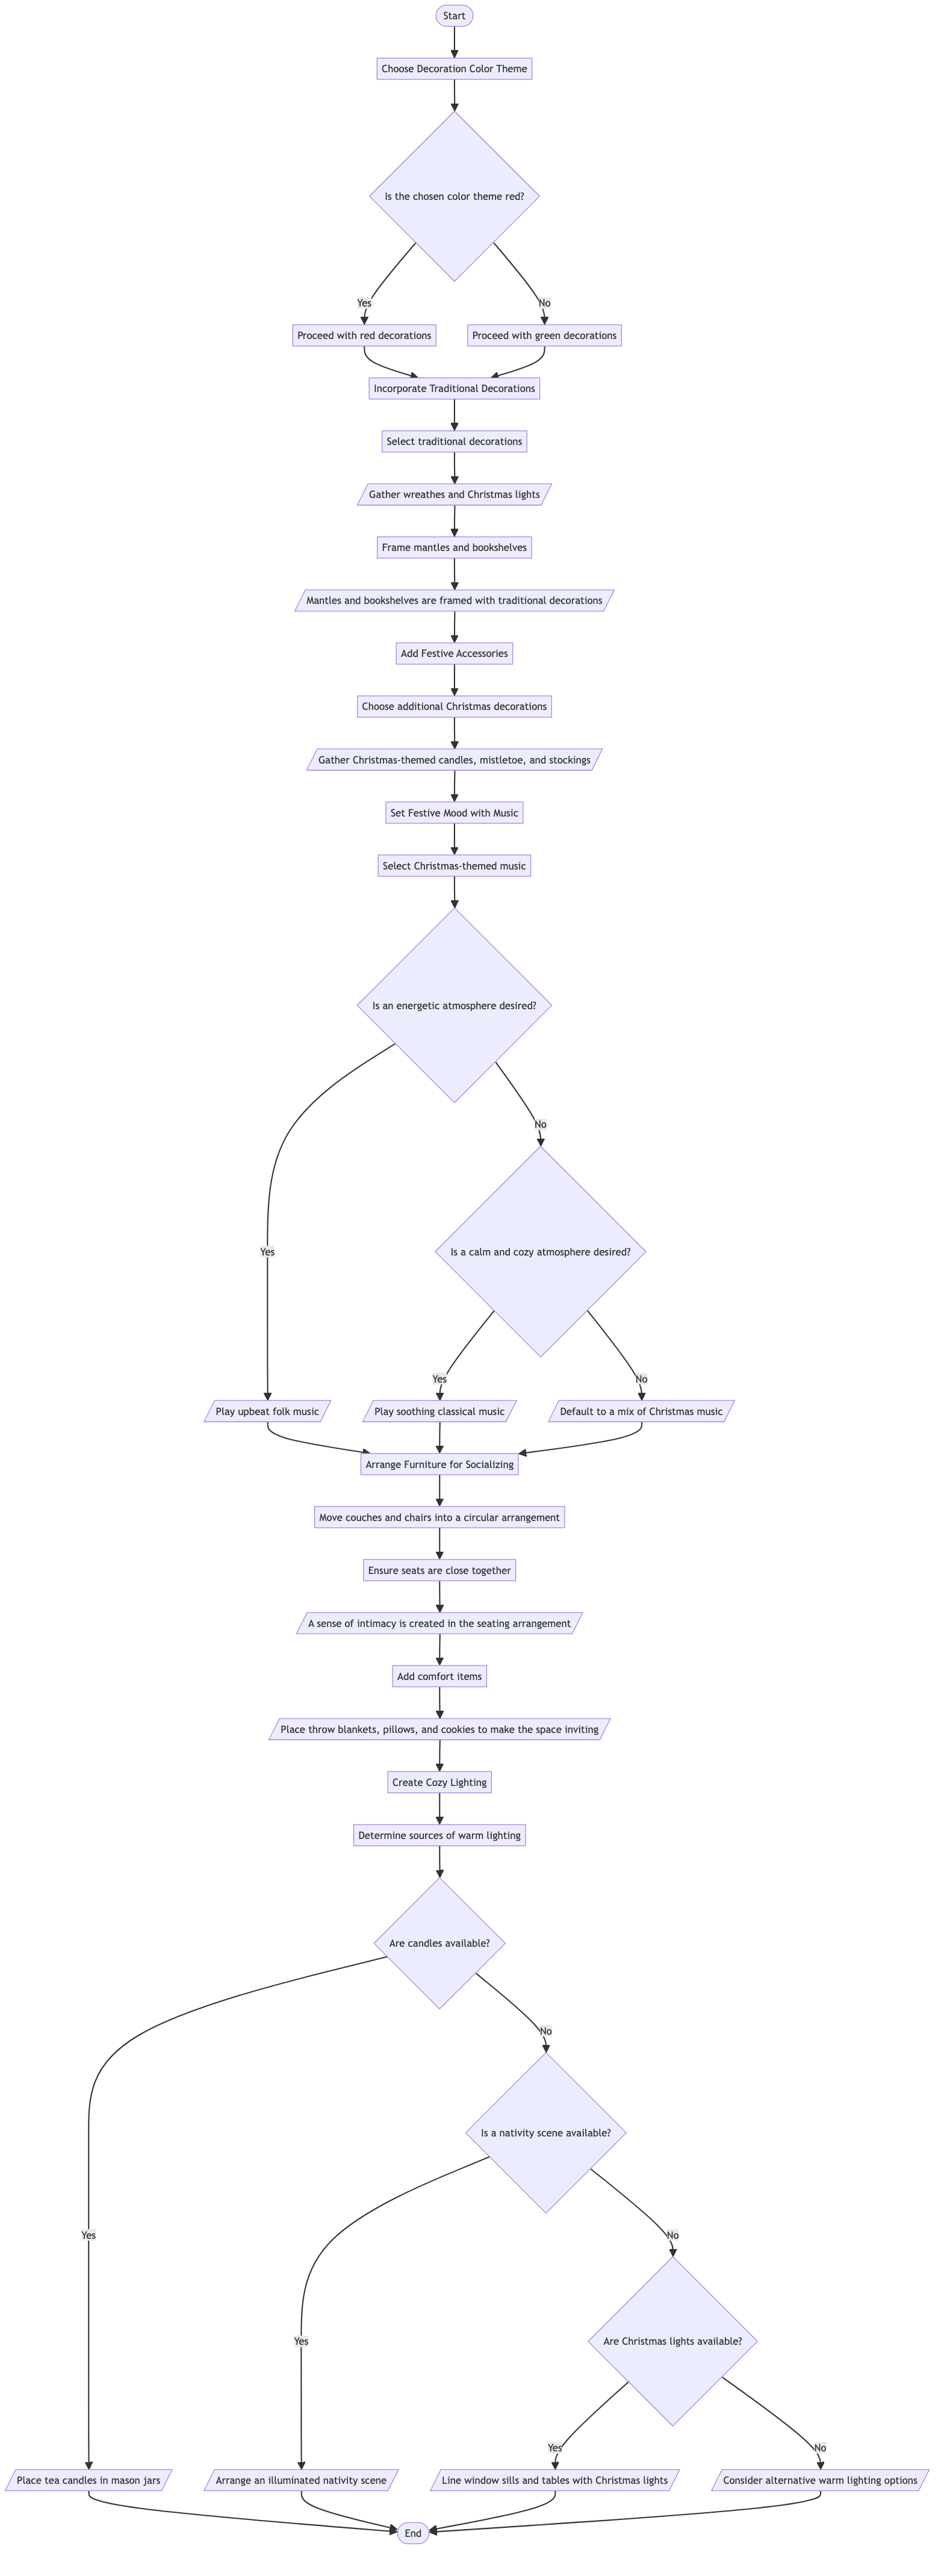 Start
Choose Decoration Color Theme
Is the chosen color theme red?
Yes
No
Proceed with red decorations
Proceed with green decorations
Incorporate Traditional Decorations
Select traditional decorations
Gather wreathes and Christmas lights
Frame mantles and bookshelves
Mantles and bookshelves are framed with traditional decorations
Add Festive Accessories
Choose additional Christmas decorations
Gather Christmas-themed candles, mistletoe, and stockings
Set Festive Mood with Music
Select Christmas-themed music
Is an energetic atmosphere desired?
No
Yes
Is a calm and cozy atmosphere desired?
Yes
No
Play upbeat folk music
Play soothing classical music
Default to a mix of Christmas music
Arrange Furniture for Socializing
Move couches and chairs into a circular arrangement
Ensure seats are close together
A sense of intimacy is created in the seating arrangement
Add comfort items
Place throw blankets, pillows, and cookies to make the space inviting
Create Cozy Lighting
Determine sources of warm lighting
Are candles available?
No
Is a nativity scene available?
Yes
No
Yes
Are Christmas lights available?
Yes
No
Place tea candles in mason jars
Arrange an illuminated nativity scene
Line window sills and tables with Christmas lights
Consider alternative warm lighting options
End